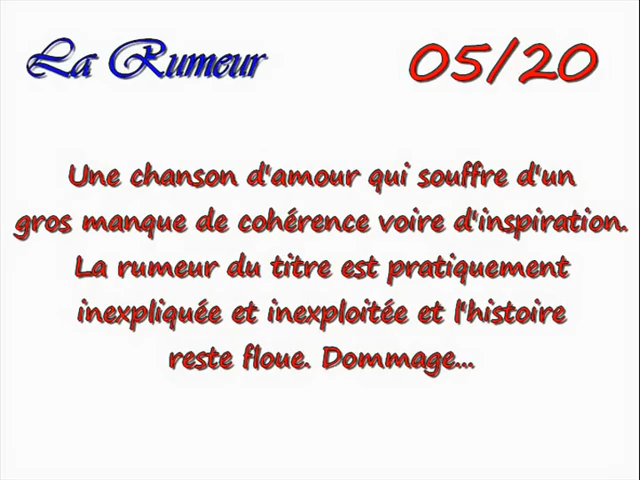 La Rumeur
05/20
Une chanson d'amour qui souffre d'un
gros manque de cohérence voire d'inspiration.
La rumeur du titre est pratiquement
inexpliquée et inexploitée et l'histoire
reste floue. Dommage...